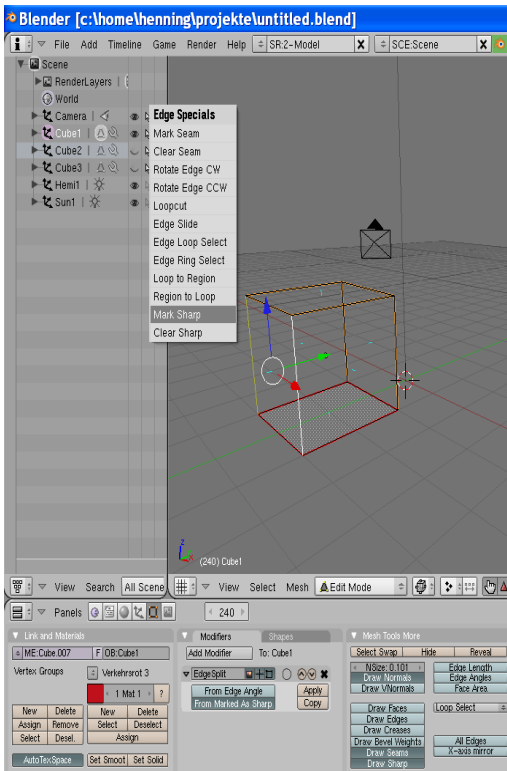 Blender [c:\home\henning\projekte\untitled.blend]
File Add Timeline Game Render Help SR:2-Model X SCE:Scene X
Scene
RenderLayers |
World
Camera |
Cube1 |
Cube2 |
Cube3 |
Hemi1 |
Sun1 |
Edge Specials
Mark Seam
Clear Seam
Rotate Edge CW
Rotate Edge CCW
Loopcut
Edge Slide
Edge Loop Select
Edge Ring Select
Loop to Region
Region to Loop
Mark Sharp
Clear Sharp
z
(240) Cube1
View Search All Scene View Select Mesh Edit Mode
Panels 240
Link and Materials
ME:Cube.007 F OB:Cube1
Vertex Groups Verkehrsrot 3
1 Mat 1 ?
New Delete New Delete
Assign Remove Select Deselect
Select Desel. Assign
AutoTexSpace Set Smoot Set Solid
Modifiers Shapes
Add Modifier To: Cube1
EdgeSplit
From Edge Angle Apply
From Marked As Sharp Copy
Mesh Tools More
Select Swap Hide Reveal
NSize: 0.101 Edge Length
Draw Normals Edge Angles
Draw VNormals Face Area
Draw Faces Loop Select
Draw Edges
Draw Creases
Draw Bevel Weights All Edges
Draw Seams X-axis mirror
Draw Sharp